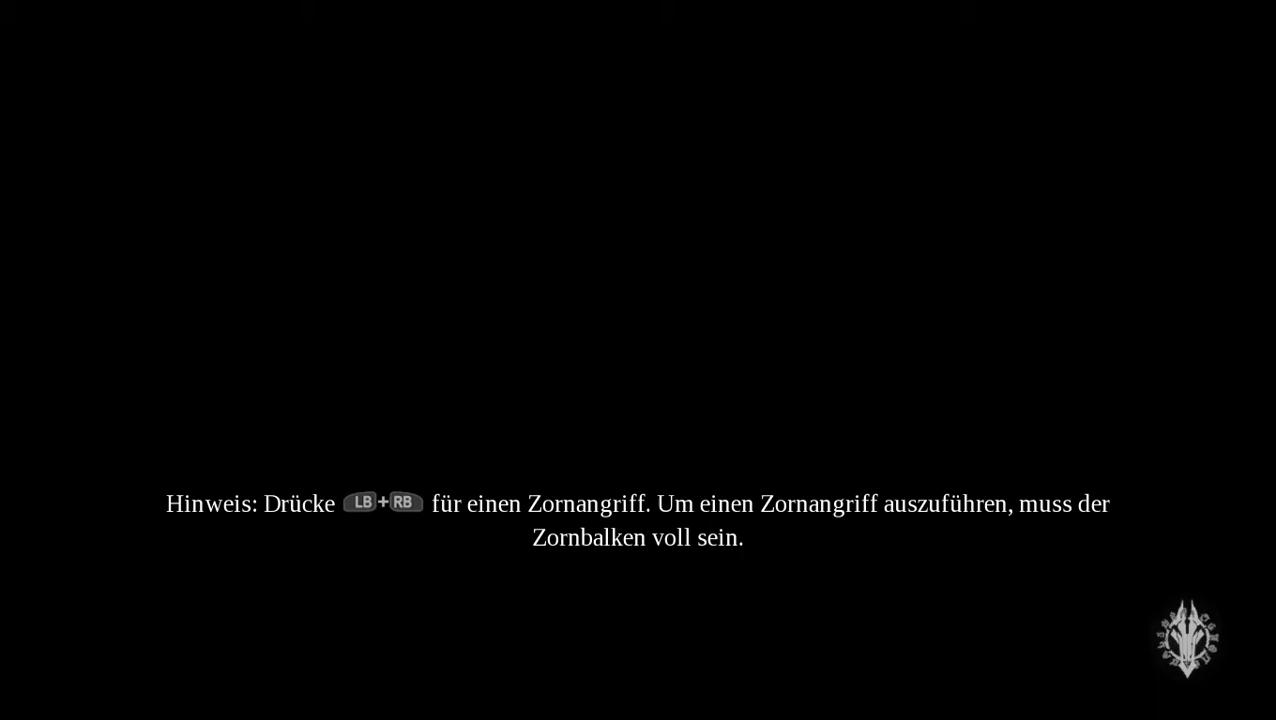 Hinweis: Drücke LB+RB für einen Zornangriff. Um einen Zornangriff auszuführen, muss der
Zornbalken voll sein.